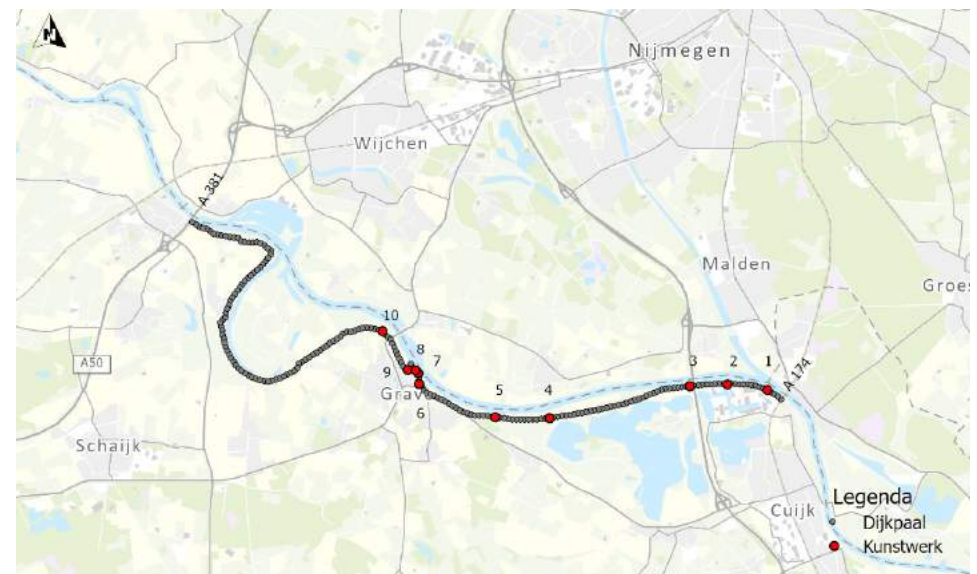 N
Nijmegen
Wijchen
A 381
Malden
Groes
10
A50
8
7
9
Grav
6
5
4
3
2
1
A 174
Schaijk
Cuijk
Legenda
Dijkpaal
Kunstwerk